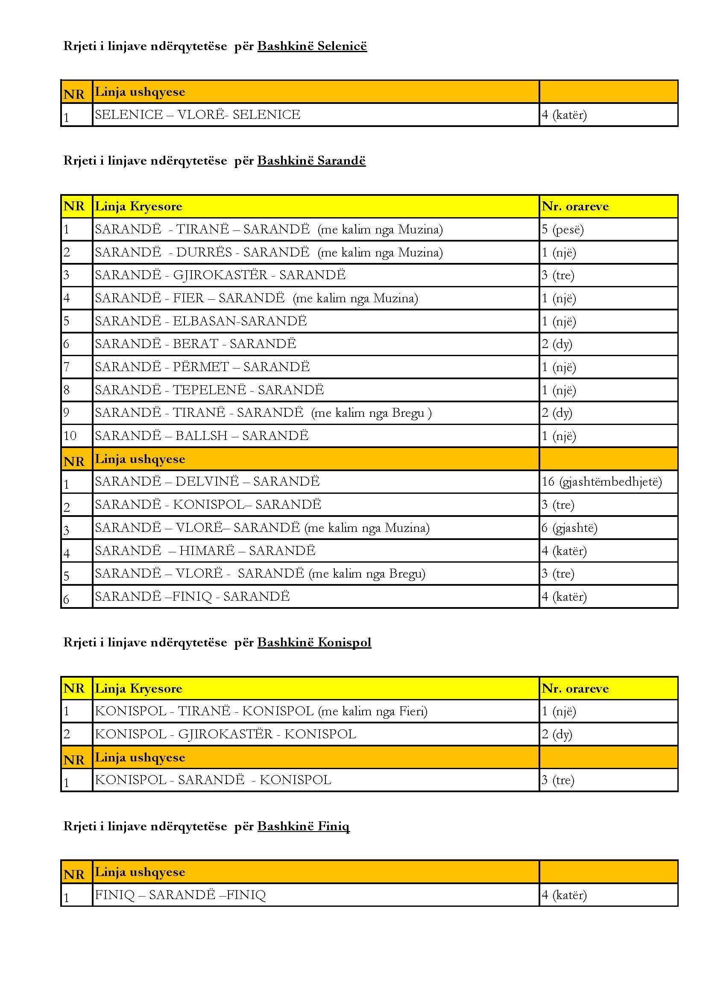 Rrjeti i linjave ndërqytetëse  për Bashkinë Selenicë
NR Linja ushqyese
1 SELENICE – VLORË- SELENICE 4 (katër)
Rrjeti i linjave ndërqytetëse  për Bashkinë Sarandë
NR Linja Kryesore Nr. orareve
1 SARANDË  - TIRANË – SARANDË  (me kalim nga Muzina) 5 (pesë)
2 SARANDË  - DURRËS - SARANDË  (me kalim nga Muzina) 1 (një)
3 SARANDË - GJIROKASTËR - SARANDË 3 (tre)
4 SARANDË - FIER – SARANDË  (me kalim nga Muzina) 1 (një)
5 SARANDË - ELBASAN-SARANDË 1 (një)
6 SARANDË - BERAT - SARANDË 2 (dy)
7 SARANDË - PËRMET – SARANDË 1 (një)
8 SARANDË - TEPELENË - SARANDË 1 (një)
9 SARANDË - TIRANË - SARANDË  (me kalim nga Bregu ) 2 (dy)
10 SARANDË – BALLSH – SARANDË 1 (një)
NR Linja ushqyese
1 SARANDË – DELVINË – SARANDË 16 (gjashtëmbedhjetë)
2 SARANDË - KONISPOL– SARANDË 3 (tre)
3 SARANDË – VLORË– SARANDË (me kalim nga Muzina) 6 (gjashtë)
4 SARANDË  – HIMARË – SARANDË 4 (katër)
5 SARANDË – VLORË -  SARANDË (me kalim nga Bregu) 3 (tre)
6 SARANDË –FINIQ - SARANDË 4 (katër)
Rrjeti i linjave ndërqytetëse  për Bashkinë Konispol
NR Linja Kryesore Nr. orareve
1 KONISPOL - TIRANË - KONISPOL (me kalim nga Fieri) 1 (një)
2 KONISPOL - GJIROKASTËR - KONISPOL 2 (dy)
NR Linja ushqyese
1 KONISPOL - SARANDË  - KONISPOL 3 (tre)
Rrjeti i linjave ndërqytetëse  për Bashkinë Finiq
NR Linja ushqyese
1 FINIQ – SARANDË –FINIQ 4 (katër)